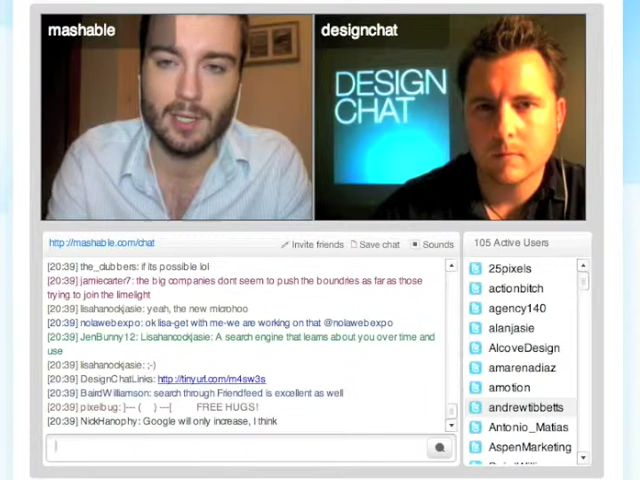 mashable
designchat
DESIGN
CHAT
http://mashable.com/chat
Invite friends
Save chat
Sounds
105 Active Users
[20:39] the_dubbers: if its possible lol
[20:39] jamiecarter7: the big companies dont seem to push the boundries as far as those
trying to join the limelight
[20:39] lisahanockjasie: yeah, the new microhoo
[20:39] nolawebexpo: ok lisa-get with me-we are working on that @nolawebexpo
[20:39] JenBunny12: Lisahancockjasie: A search engine that learns about you over time and
use
[20:39] lisahanockjasie: ;-)
[20:39] DesignChatLinks: http://tinyurl.com/m4sw3s
[20:39] BairdWilliamson: search through Friendfeed is excellent as well
[20:39] pixelbug: }--- ( ) ---{ FREE HUGS!
[20:39] NickHanophy: Google will only increase, I think
25pixels
actionbitch
agency140
alanjasie
AlcoveDesign
amarenadiaz
amotion
andrewtibbetts
Antonio_Matias
AspenMarketing